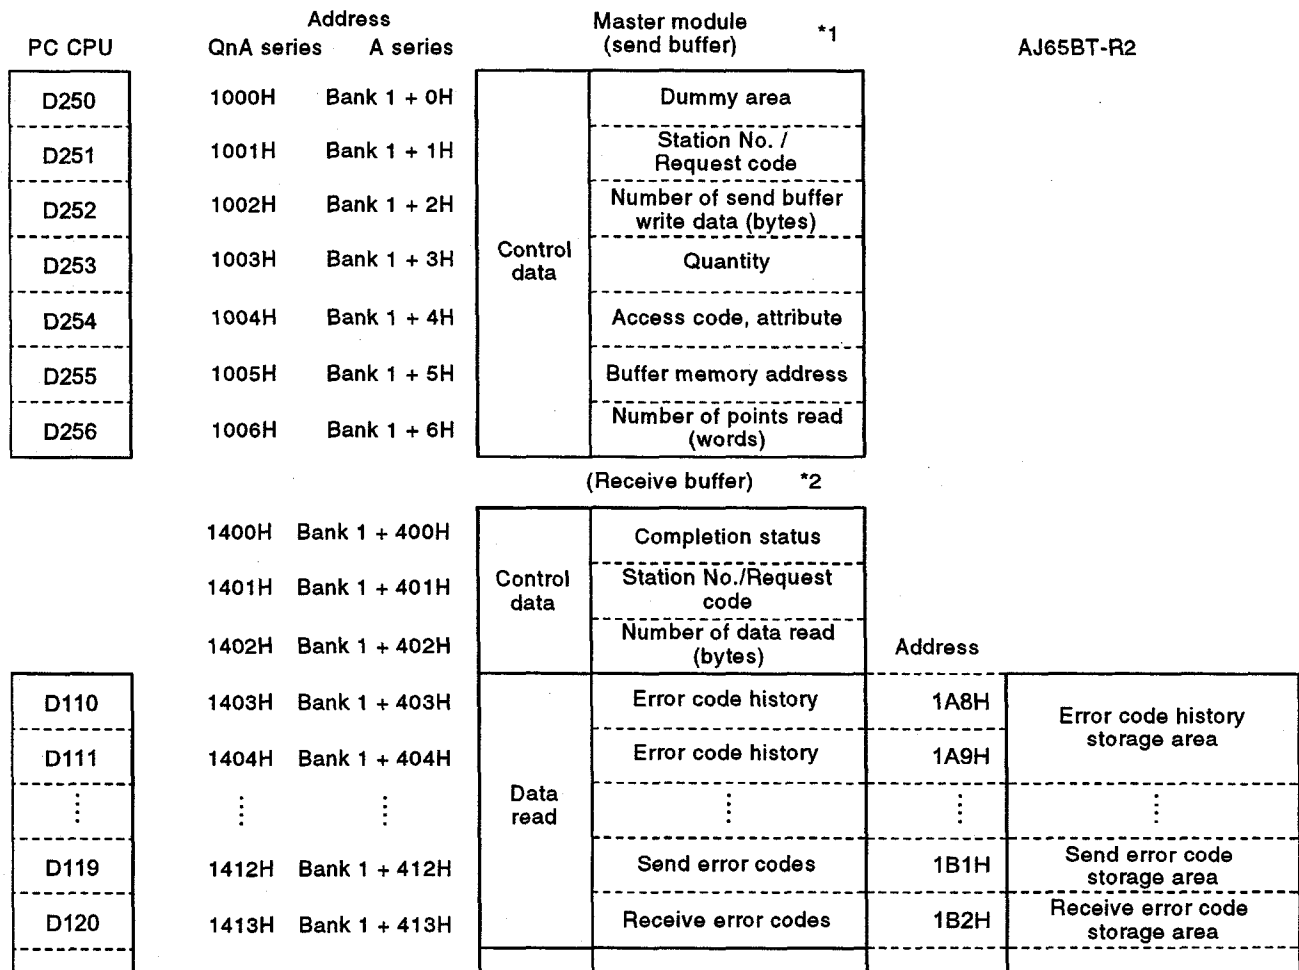 Address
Master module
(send buffer) *1
PC CPU QnA series A series AJ65BT-R2
D250 1000H Bank 1 + 0H Dummy area
D251 1001H Bank 1 + 1H Station No. /
Request code
D252 1002H Bank 1 + 2H Number of send buffer
write data (bytes)
Control
data
D253 1003H Bank 1 + 3H Quantity
D254 1004H Bank 1 + 4H Access code, attribute
D255 1005H Bank 1 + 5H Buffer memory address
D256 1006H Bank 1 + 6H Number of points read
(words)
(Receive buffer) *2
1400H Bank 1 + 400H Completion status
Control
data
1401H Bank 1 + 401H Station No./Request
code
1402H Bank 1 + 402H Number of data read
(bytes)
Address
D110 1403H Bank 1 + 403H Error code history 1A8H
Error code history
storage area
D111 1404H Bank 1 + 404H Error code history 1A9H
Data
read
D119 1412H Bank 1 + 412H Send error codes 1B1H Send error code
storage area
D120 1413H Bank 1 + 413H Receive error codes 1B2H Receive error code
storage area